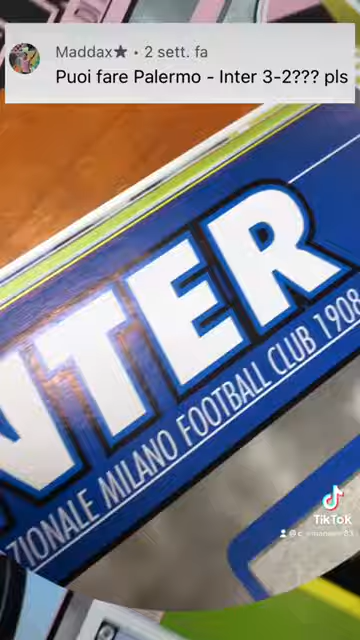 Maddax★ • 2 sett. fa
Puoi fare Palermo - Inter 3-2??? pls
NTER
ZIONALE MILANO FOOTBALL CLUB 1908
TikTok